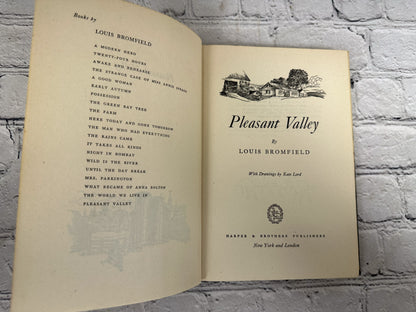 Books by
LOUIS BROMFIELD
A MODERN HERO
TWENTY-FOUR HOURS
AWAKE AND REHEARSE
THE STRANGE CASE OF MISS ANNIE SPRAGG
A GOOD WOMAN
EARLY AUTUMN
POSSESSION
THE GREEN BAY TREE
THE FARM
HERE TODAY AND GONE TOMORROW
THE MAN WHO HAD EVERYTHING
THE RAINS CAME
IT TAKES ALL KINDS
NIGHT IN BOMBAY
WILD IS THE RIVER
UNTIL THE DAY BREAK
MRS. PARKINGTON
WHAT BECAME OF ANNA BOLTON
THE WORLD WE LIVE IN
PLEASANT VALLEY
Pleasant Valley
By
LOUIS BROMFIELD
With Drawings by Kate Lord
HARPER & BROTHERS PUBLISHERS
New York and London